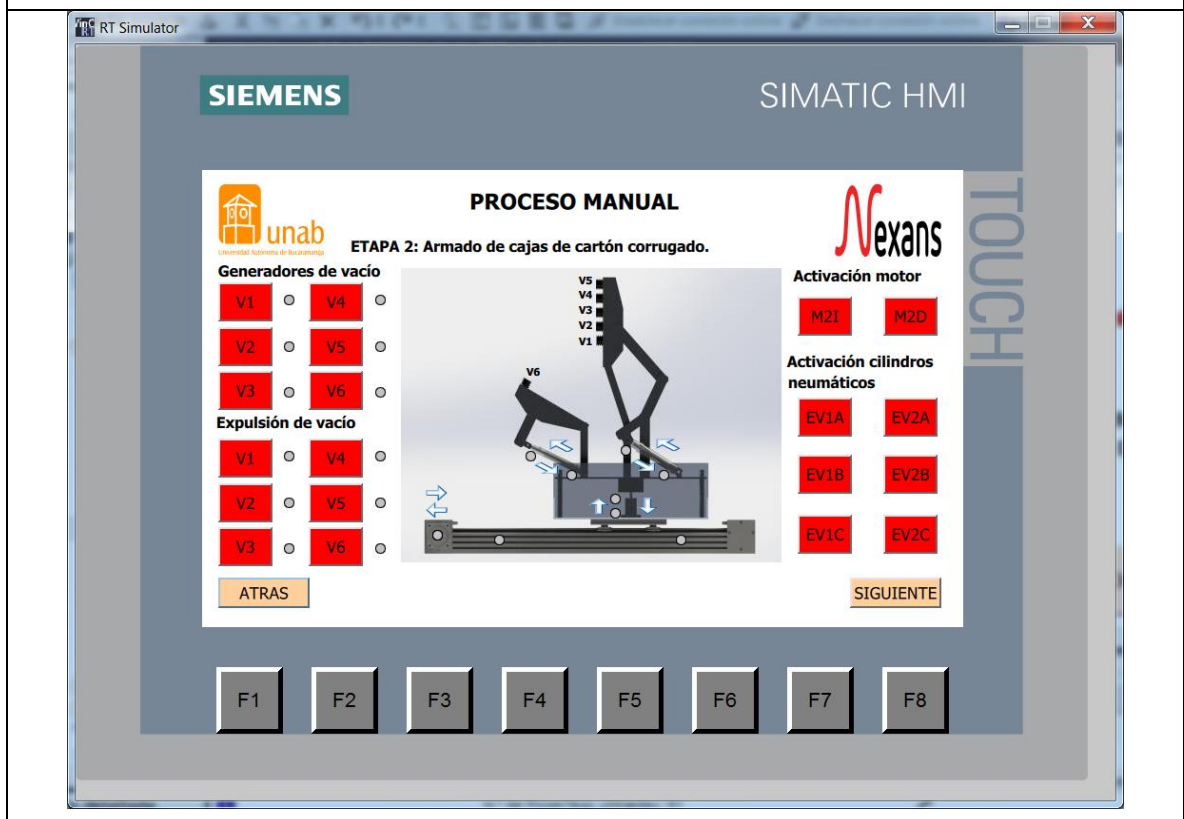 RT Simulator
SIEMENS
SIMATIC HMI
TOUCH
PROCESO MANUAL
unab
Universidad Autónoma de Bucaramanga
Nexans
ETAPA 2: Armado de cajas de cartón corrugado.
Generadores de vacío
V1 V4
V2 V5
V3 V6
Expulsión de vacío
V1 V4
V2 V5
V3 V6
V5
V4
V3
V2
V1
V6
Activación motor
M2I M2D
Activación cilindros
neumáticos
EV1A EV2A
EV1B EV2B
EV1C EV2C
ATRAS
SIGUIENTE
F1 F2 F3 F4 F5 F6 F7 F8